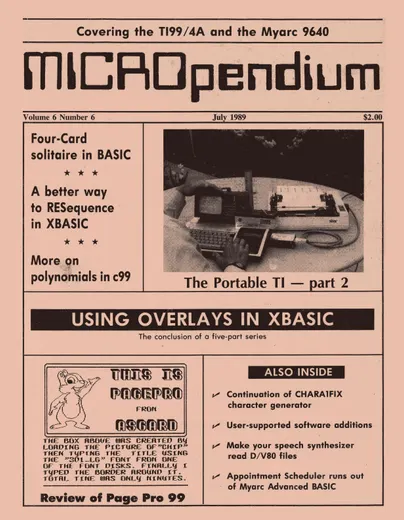 Covering the TI99/4A and the Myarc 9640
MICROpendium
Volume 6 Number 6 July 1989 $2.00
Four-Card
solitaire in BASIC
* * *
A better way
to RESequence
in XBASIC
* * *
More on
polynomials in c99
The Portable TI — part 2
USING OVERLAYS IN XBASIC
The conclusion of a five-part series
THIS IS
PAGEPRO
FROM
ASGARD
THE BOX ABOVE WAS CREATED BY
LOADING THE PICTURE OF "CHIP"
THEN TYPING THE TITLE USING
THE "3D1_LG" FONT FROM ONE
OF THE FONT DISKS. FINALLY I
TYPED THE BORDER AROUND IT.
TOTAL TIME WAS ONLY MINUTES.
Review of Page Pro 99
ALSO INSIDE
Continuation of CHARA1FIX
character generator
User-supported software additions
Make your speech synthesizer
read D/V80 files
Appointment Scheduler runs out
of Myarc Advanced BASIC